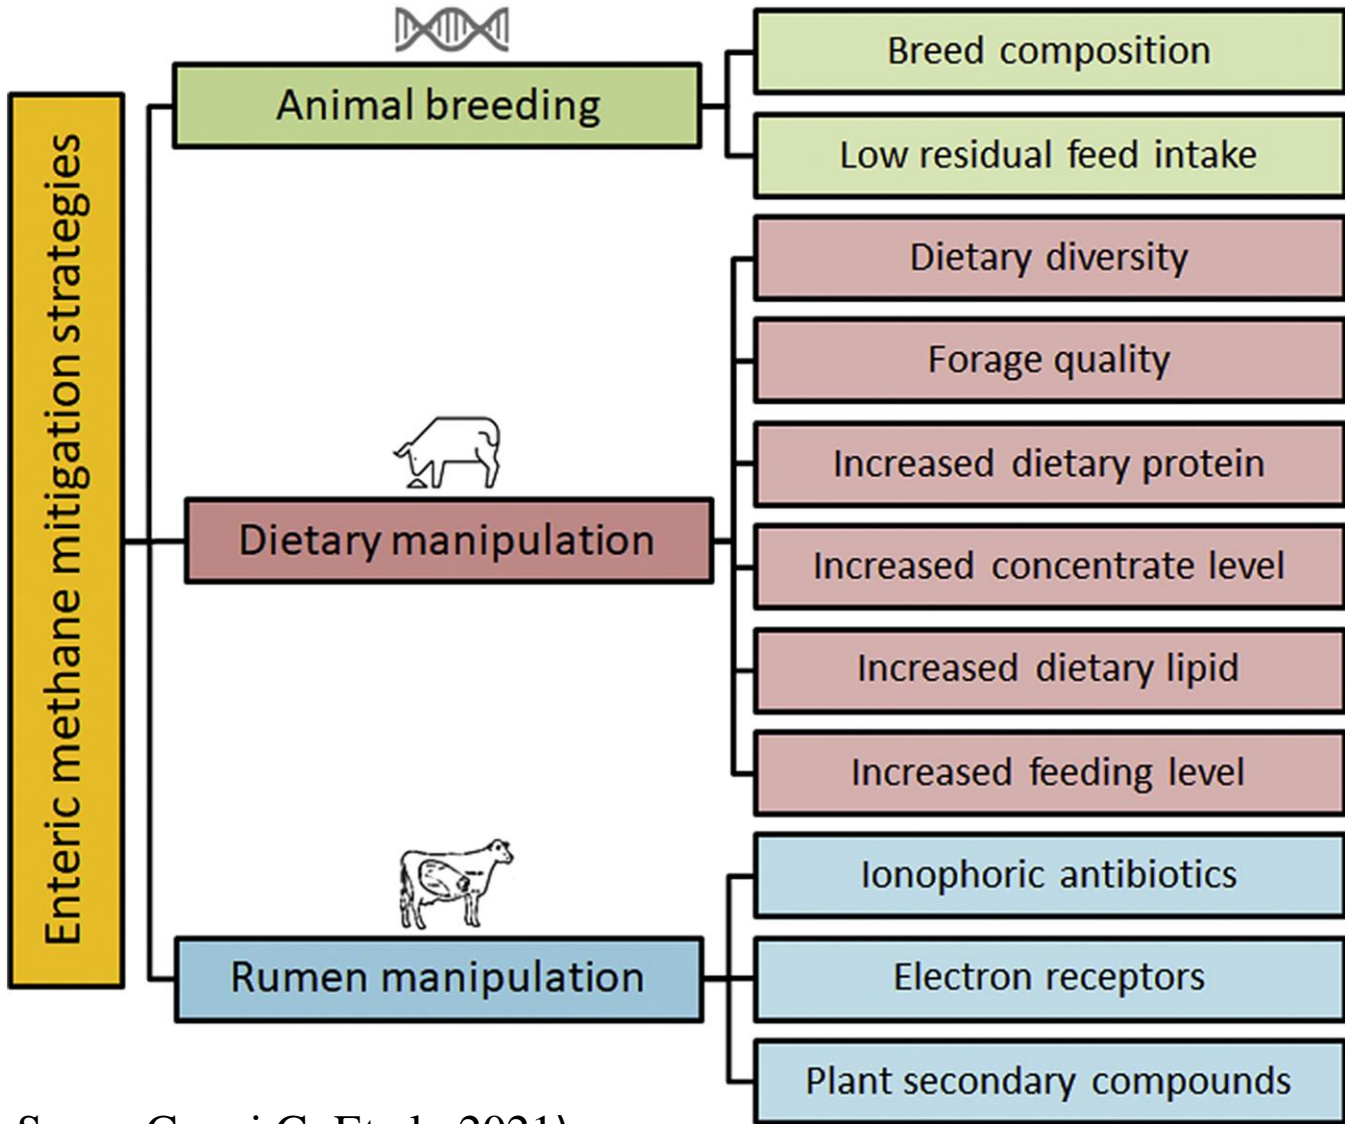 Enteric methane mitigation strategies
Animal breeding
Breed composition
Low residual feed intake
Dietary manipulation
Dietary diversity
Forage quality
Increased dietary protein
Increased concentrate level
Increased dietary lipid
Increased feeding level
Rumen manipulation
Ionophoric antibiotics
Electron receptors
Plant secondary compounds
2021)